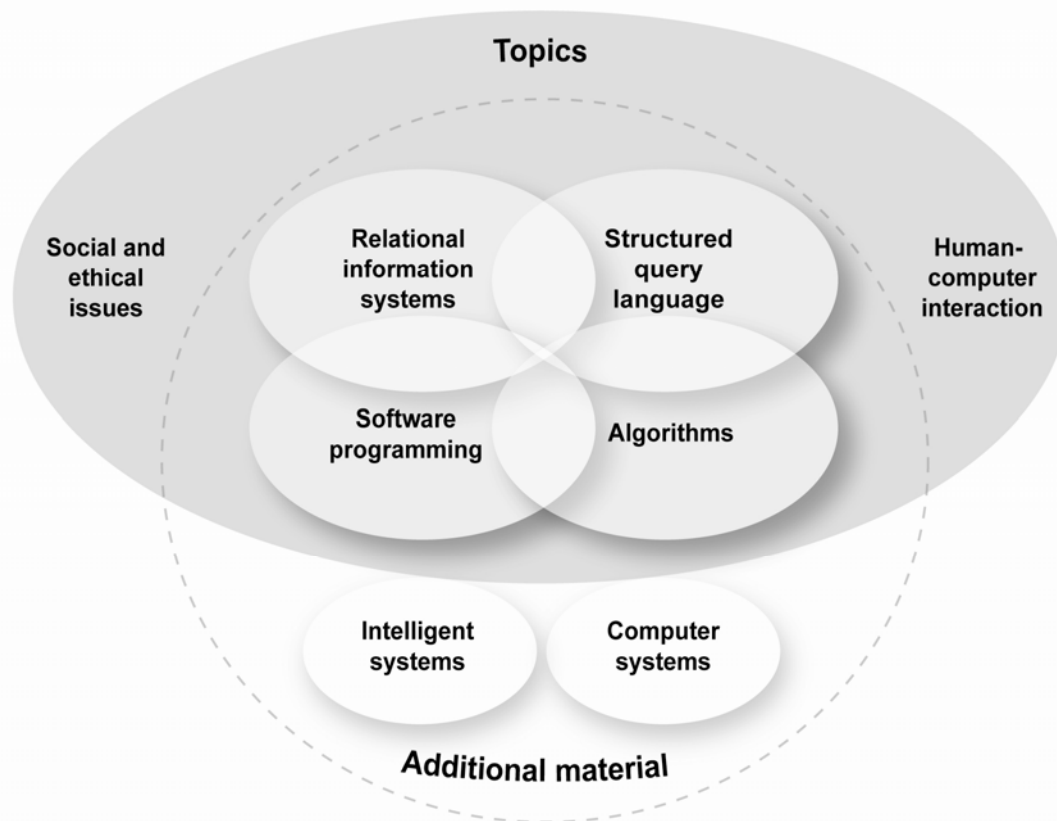 Topics
Social and
ethical
issues
Relational
information
systems
Structured
query
language
Human-
computer
interaction
Software
programming
Algorithms
Intelligent
systems
Computer
systems
Additional material